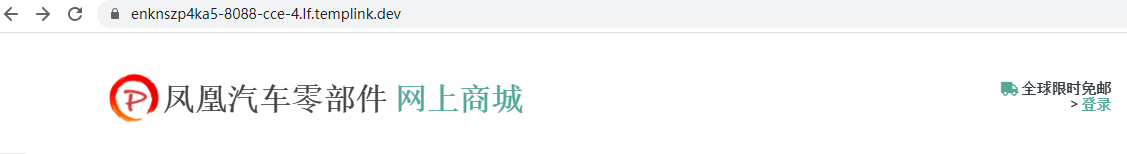 enknszp4ka5-8088-cce-4.lf.templink.dev
凤凰汽车零部件 网上商城
全球限时免邮
> 登录